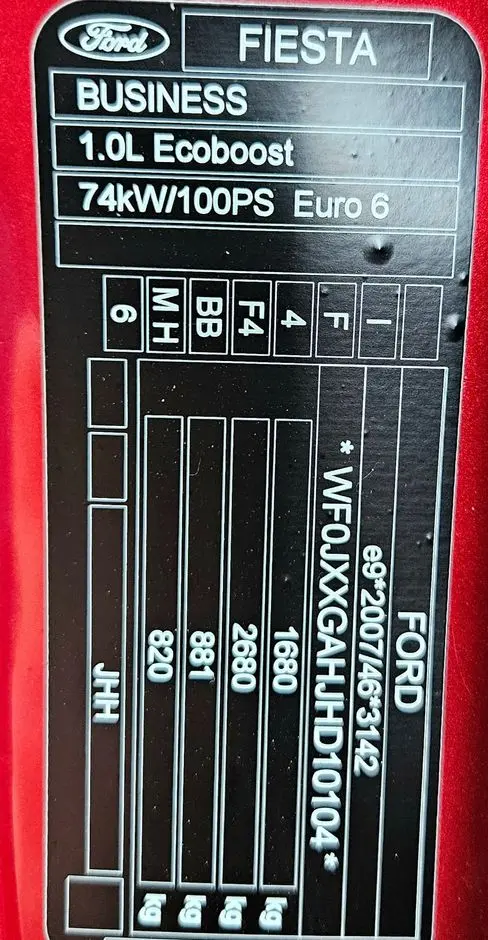 Ford FIESTA
BUSINESS
1.0L Ecoboost
74kW/100PS Euro 6
FORD
I e9*2007/46*3142
F * WF0JXXGAHJHD10104 *
4 1680 kg
F4 2680 kg
BB 881 kg
M H 820 kg
6 JHH